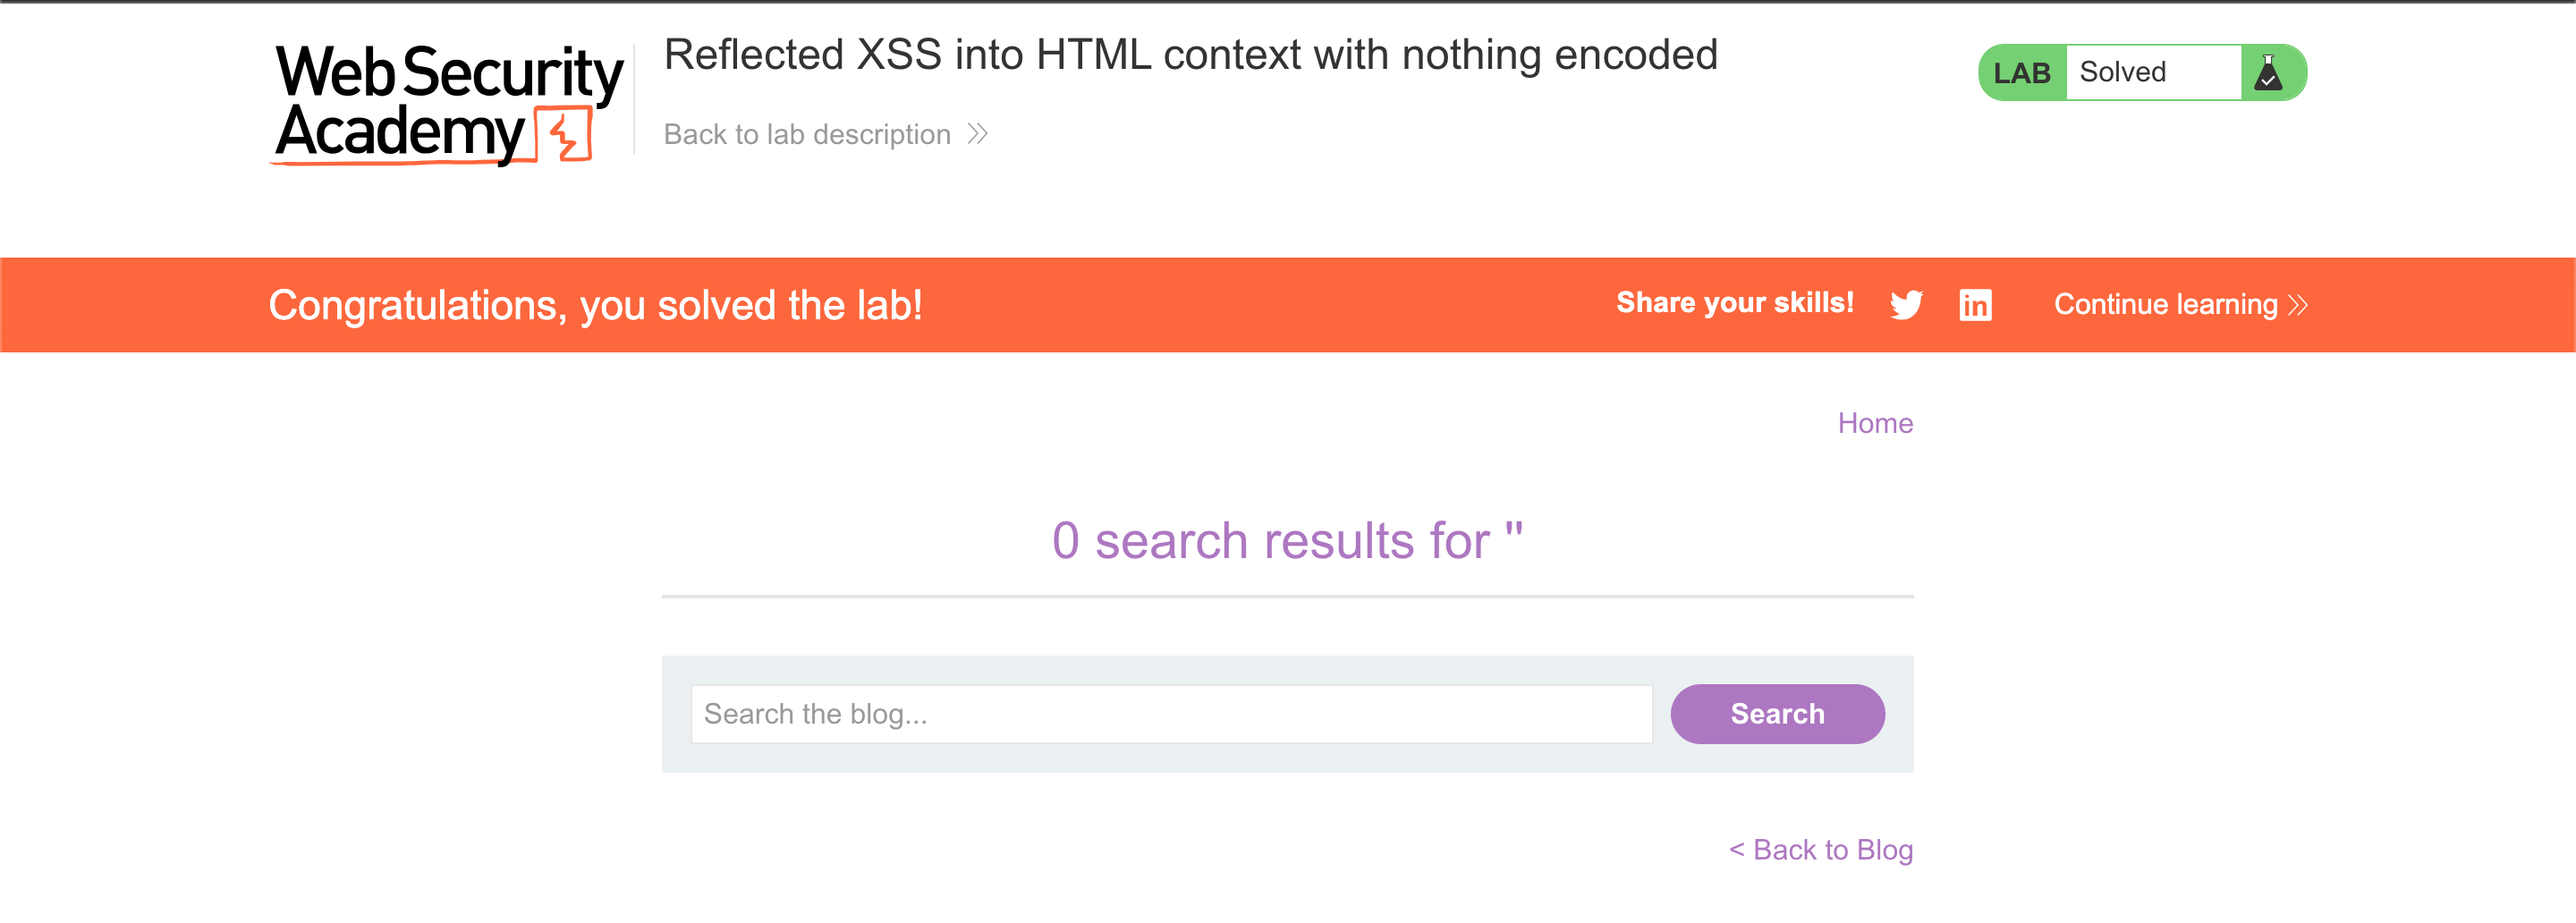 Web Security
Academy
Reflected XSS into HTML context with nothing encoded
Back to lab description
LAB Solved
Congratulations, you solved the lab!
Share your skills!
in
Continue learning
Home
0 search results for ''
Search the blog...
Search
< Back to Blog